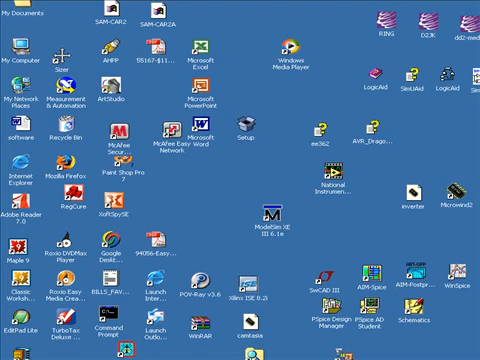 My Documents
SAM-CAR2
SAM-CAR2A
RING
D2JK
dd2-med
My Computer
Sizer
AHPP
Microsoft
Excel
Windows
Media Player
LogicAid
SimUAid
LogicAid
My Network
Places
Measurement
& Automation
ArtStudio
Microsoft
PowerPoint
software
Recycle Bin
McAfee
Secur...
McAfee Easy
Network
Microsoft
Word
Setup
ee362
AVR_Drago...
Internet
Explorer
Mozilla Firefox
Paint Shop Pro
7
National
Instrumen...
Adobe Reader
7.0
RegCure
XoftSpySE
ModelSim XE
III 6.1e
inverter
Microwind2
Maple 9
Roxio DVDMax
Player
Google
Deskt...
94056-Easy...
Classic
Worksh...
Roxio Easy
Media Crea...
BILLS_FAV...
Launch
Inter...
POV-Ray v3.6
Xilinx ISE 8.2i
SwCAD III
AIM-Spice
AIM-Postpr...
WinSpice
EditPad Lite
TurboTax
Deluxe ...
Command
Prompt
Launch
Outlo...
WinRAR
camtasia
PSpice Design
Manager
PSpice AD
Student
Schematics